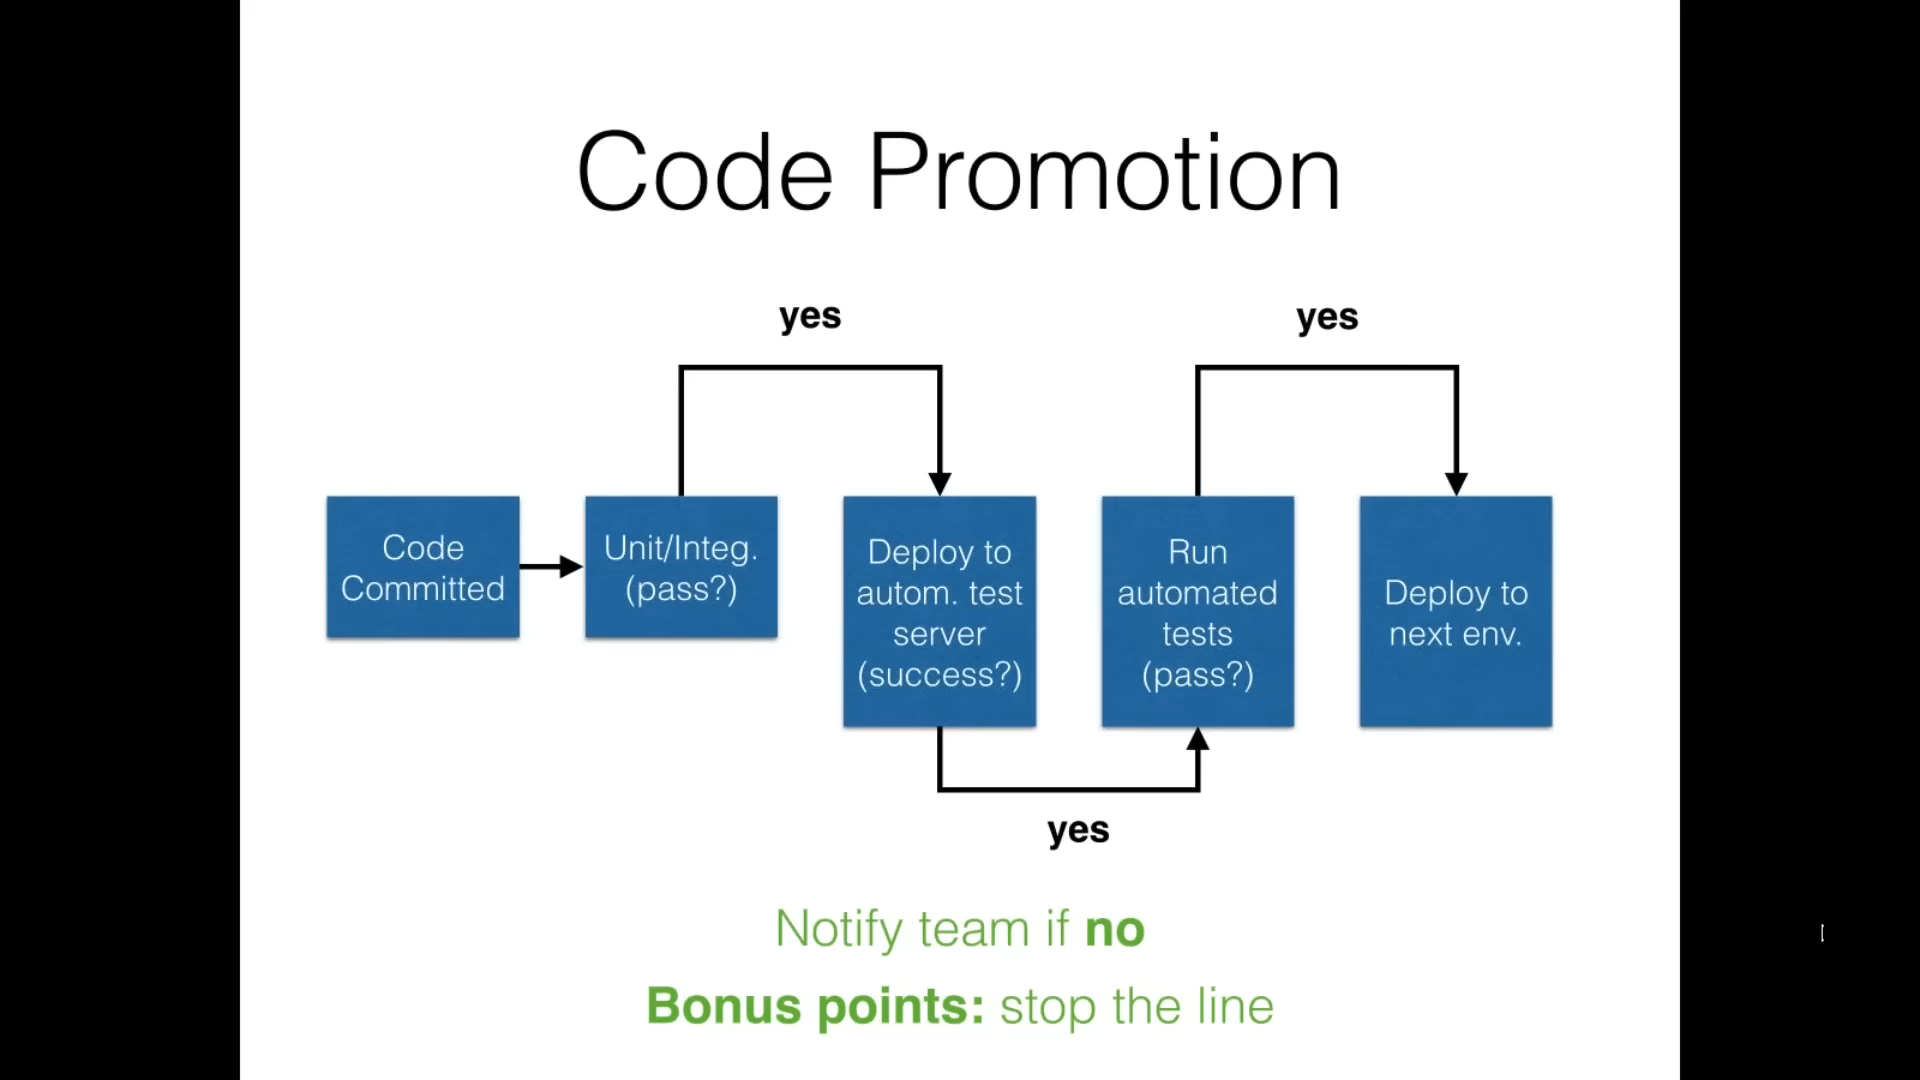 Code Promotion
yes
yes
Code
Committed
Unit/Integ.
(pass?)
Deploy to
autom. test
server
(success?)
Run
automated
tests
(pass?)
Deploy to
next env.
yes
Notify team if no
Bonus points: stop the line